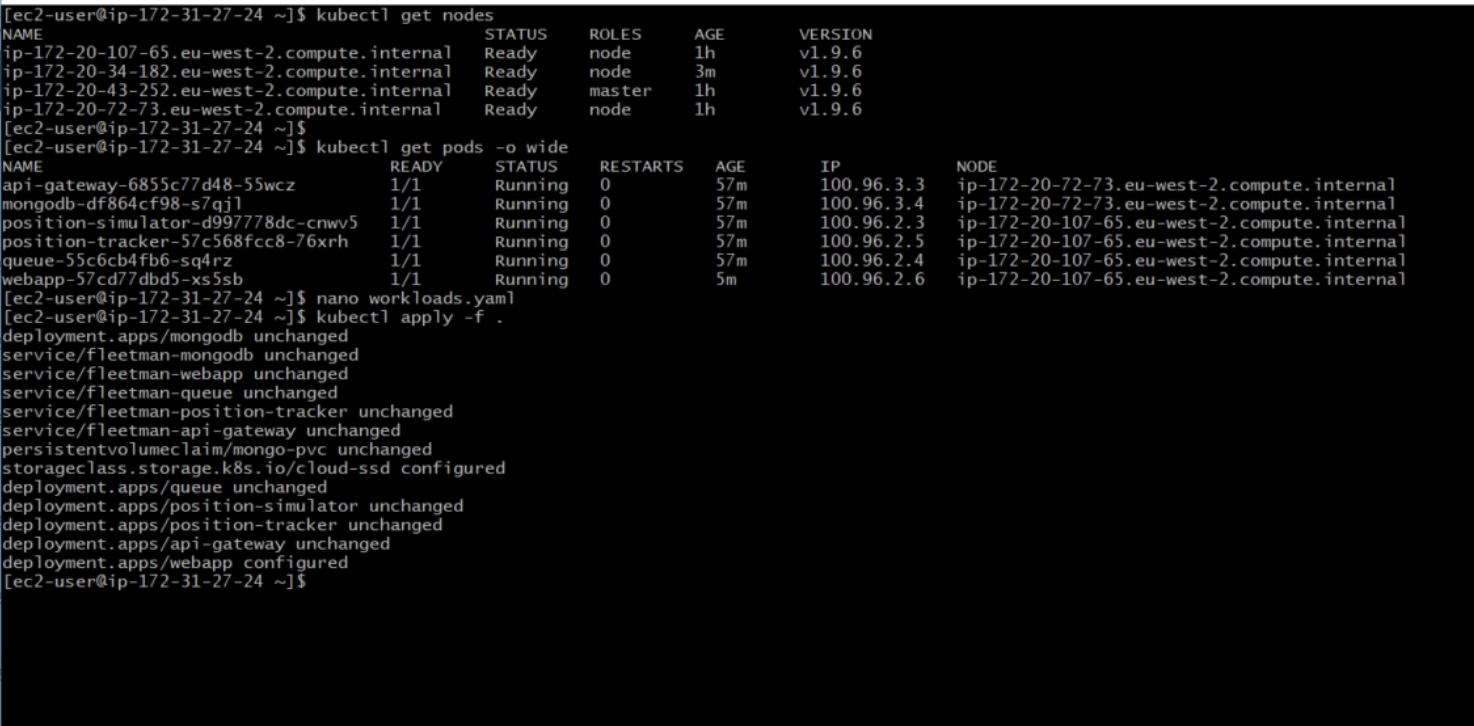 [ec2-user@ip-172-31-27-24 ~]$ kubectl get nodes
NAME STATUS ROLES AGE VERSION
ip-172-20-107-65.eu-west-2.compute.internal Ready node 1h v1.9.6
ip-172-20-34-182.eu-west-2.compute.internal Ready node 3m v1.9.6
ip-172-20-43-252.eu-west-2.compute.internal Ready master 1h v1.9.6
ip-172-20-72-73.eu-west-2.compute.internal Ready node 1h v1.9.6
[ec2-user@ip-172-31-27-24 ~]$
[ec2-user@ip-172-31-27-24 ~]$ kubectl get pods -o wide
NAME READY STATUS RESTARTS AGE IP NODE
api-gateway-6855c77d48-55wcz 1/1 Running 0 57m 100.96.3.3 ip-172-20-72-73.eu-west-2.compute.internal
mongodb-df864cf98-s7qjl 1/1 Running 0 57m 100.96.3.4 ip-172-20-72-73.eu-west-2.compute.internal
position-simulator-d997778dc-cnwv5 1/1 Running 0 57m 100.96.2.3 ip-172-20-107-65.eu-west-2.compute.internal
position-tracker-57c568fcc8-76xrh 1/1 Running 0 57m 100.96.2.5 ip-172-20-107-65.eu-west-2.compute.internal
queue-55c6cb4fb6-sq4rz 1/1 Running 0 57m 100.96.2.4 ip-172-20-107-65.eu-west-2.compute.internal
webapp-57cd77dbd5-xs5sb 1/1 Running 0 5m 100.96.2.6 ip-172-20-107-65.eu-west-2.compute.internal
[ec2-user@ip-172-31-27-24 ~]$ nano workloads.yaml
[ec2-user@ip-172-31-27-24 ~]$ kubectl apply -f .
deployment.apps/mongodb unchanged
service/fleetman-mongodb unchanged
service/fleetman-webapp unchanged
service/fleetman-queue unchanged
service/fleetman-position-tracker unchanged
service/fleetman-api-gateway unchanged
persistentvolumeclaim/mongo-pvc unchanged
storageclass.storage.k8s.io/cloud-ssd configured
deployment.apps/queue unchanged
deployment.apps/position-simulator unchanged
deployment.apps/position-tracker unchanged
deployment.apps/api-gateway unchanged
deployment.apps/webapp configured
[ec2-user@ip-172-31-27-24 ~]$